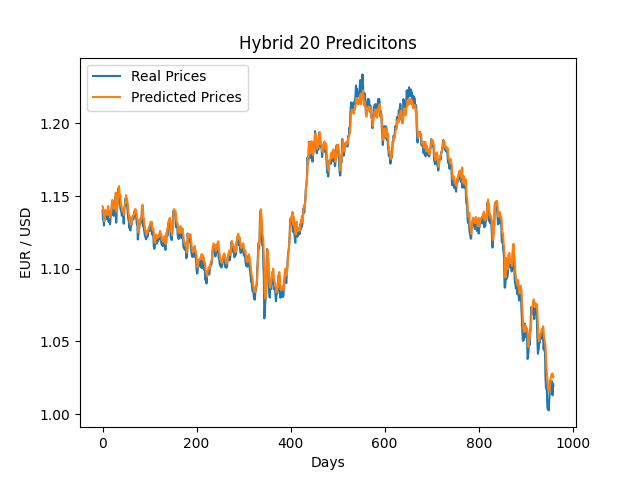 Hybrid 20 Predicitons
Real Prices
Predicted Prices
EUR / USD
1.20
1.15
1.10
1.05
1.00
0 200 400 600 800 1000
Days